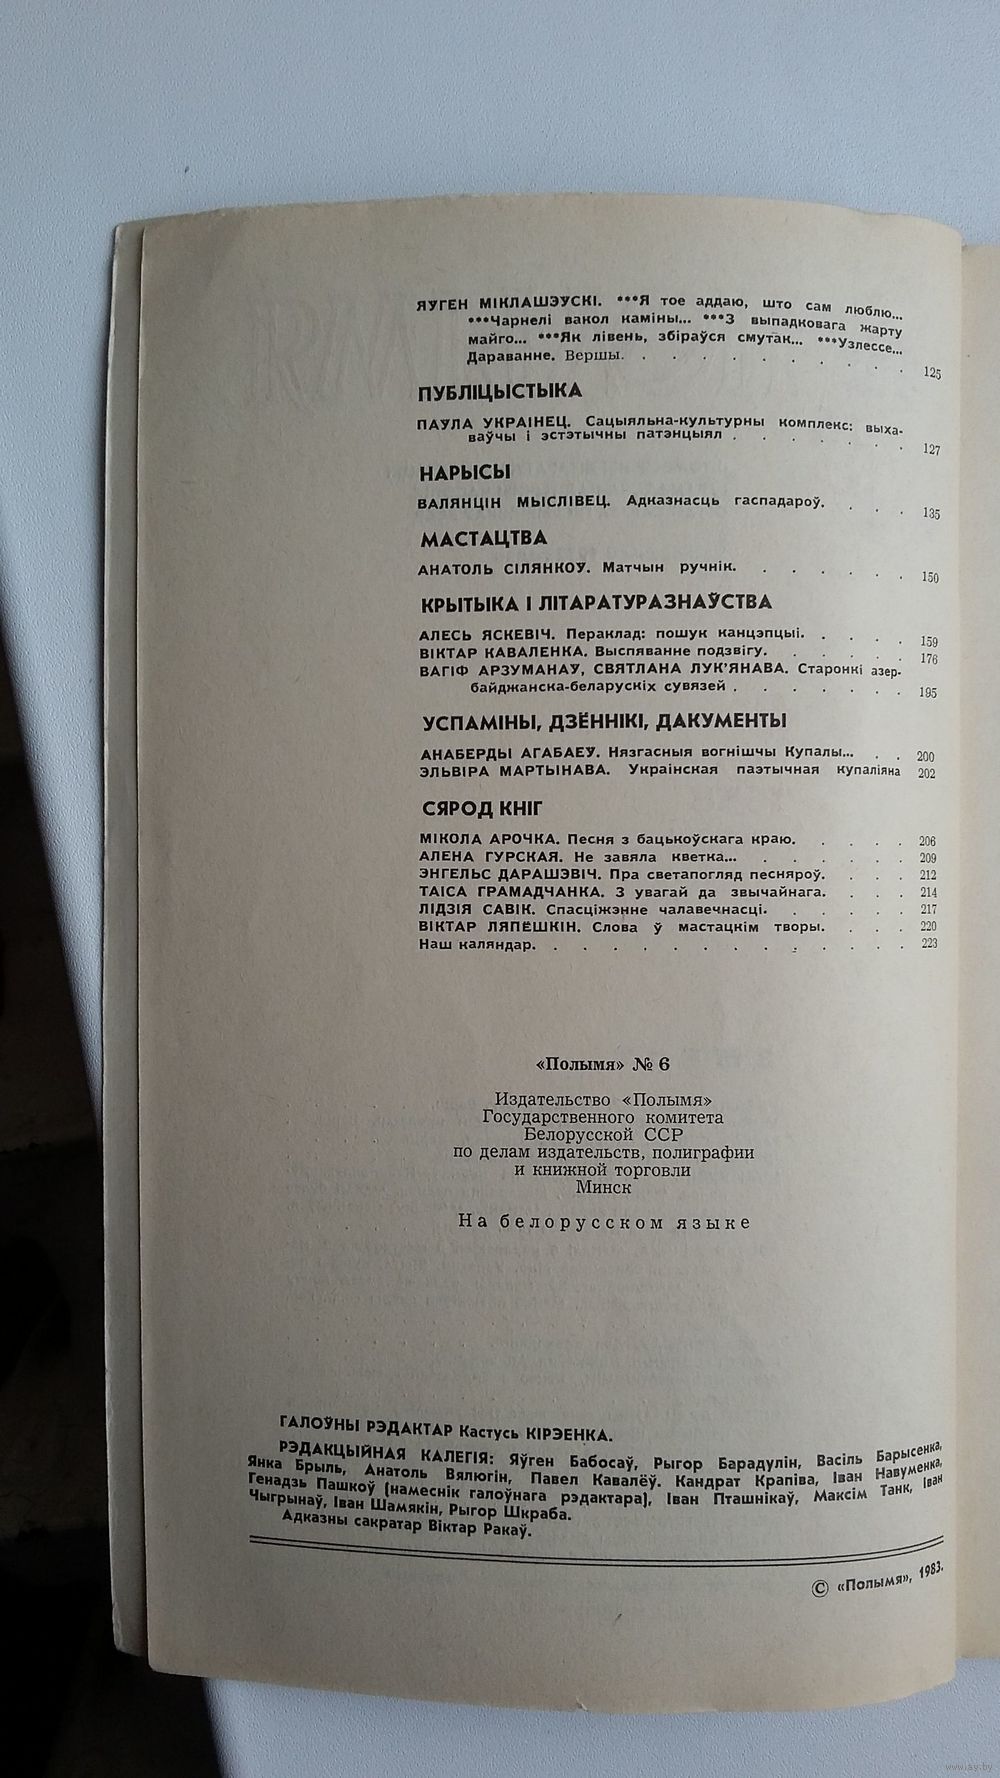 ЯЎГЕН МІКЛАШЭЎСКІ. ***Я тое аддаю, што сам люблю...
***Чарнелі вакол каміны... ***З выпадковага жарту
майго... ***Як лівень, збіраўся смутак... ***Узлессе...
Дараванне. Вершы. . . . . . . . . . 125
ПУБЛІЦЫСТЫКА
ПАУЛА УКРАІНЕЦ. Сацыяльна-культурны комплекс: выха-
ваўчы і эстэтычны патэнцыял . . . . . . . 127
НАРЫСЫ
ВАЛЯНЦІН МЫСЛІВЕЦ. Адказнасць гаспадароў. . . . 135
МАСТАЦТВА
АНАТОЛЬ СІЛЯНКОУ. Матчын ручнік. . . . . . . 150
КРЫТЫКА І ЛІТАРАТУРАЗНАЎСТВА
АЛЕСЬ ЯСКЕВІЧ. Пераклад: пошук канцэпцыі. . . . . 159
ВІКТАР КАВАЛЕНКА. Выспяванне подзвігу. . . . . . 176
ВАГІФ АРЗУМАНАУ, СВЯТЛАНА ЛУК'ЯНАВА. Старонкі азер-
байджанска-беларускіх сувязей . . . . . . . 195
УСПАМІНЫ, ДЗЁННІКІ, ДАКУМЕНТЫ
АНАБЕРДЫ АГАБАЕУ. Нязгасныя вогнішчы Купалы... . . 200
ЭЛЬВІРА МАРТЫНАВА. Украінская паэтычная купаліяна 202
СЯРОД КНІГ
МІКОЛА АРОЧКА. Песня з бацькоўскага краю. . . . . 206
АЛЕНА ГУРСКАЯ. Не завяла кветка... . . . . . . 209
ЭНГЕЛЬС ДАРАШЭВІЧ. Пра светапогляд песняроў. . . . 212
ТАІСА ГРАМАДЧАНКА. З увагай да звычайнага. . . . 214
ЛІДЗІЯ САВІК. Спасціжэнне чалавечнасці. . . . . . 217
ВІКТАР ЛЯПЁШКІН. Слова ў мастацкім творы. . . . 220
Наш каляндар. . . . . . . . . . . . . . 223
«Полымя» № 6
Издательство «Полымя»
Государственного комитета
Белорусской ССР
по делам издательств, полиграфии
и книжной торговли
Минск
На белорусском языке
ГАЛОЎНЫ РЭДАКТАР Кастусь КІРЭЕНКА.
РЭДАКЦЫЙНАЯ КАЛЕГІЯ: Яўген Бабосаў, Рыгор Барадулін, Васіль Барысенка,
Янка Брыль, Анатоль Вялюгін, Павел Кавалёў. Кандрат Крапіва, Іван Навуменка,
Генадзь Пашкоў (намеснік галоўнага рэдактара), Іван Пташнікаў, Максім Танк, Іван
Чыгрынаў, Іван Шамякін, Рыгор Шкраба.
Адказны сакратар Віктар Ракаў.
© «Полымя», 1983.
www.ay.by